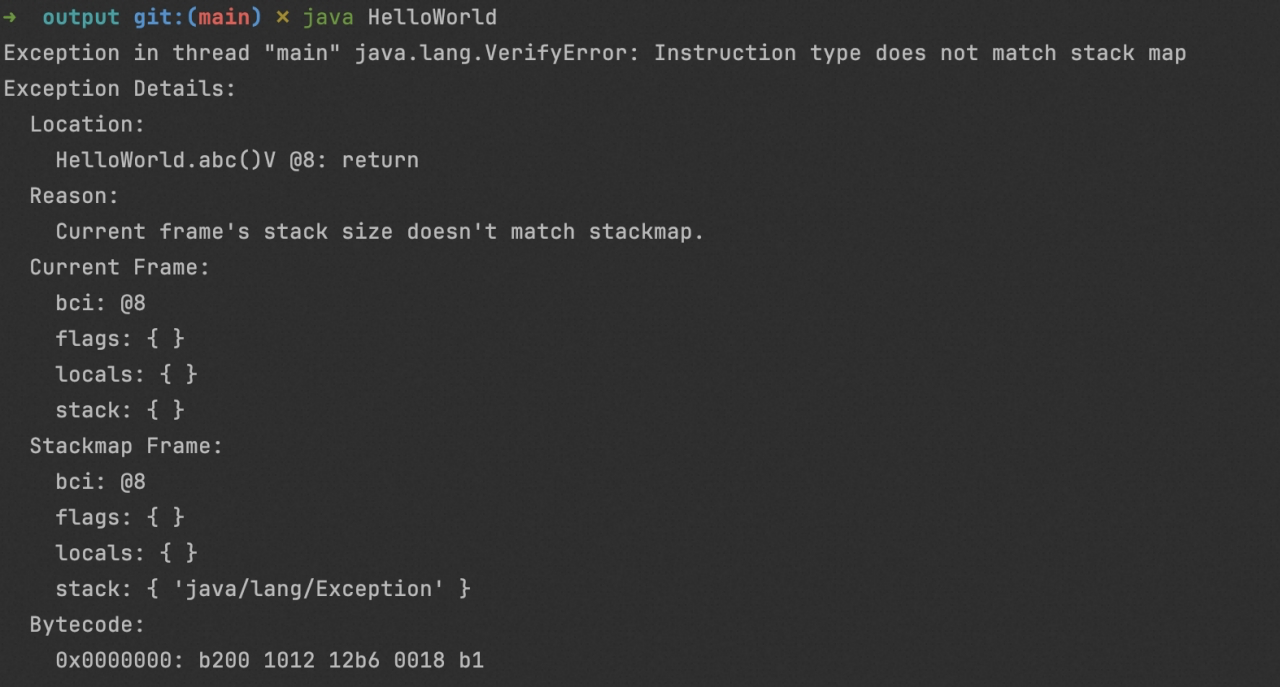 → output git:(main) ✗ java HelloWorld
Exception in thread "main" java.lang.VerifyError: Instruction type does not match stack map
Exception Details:
  Location:
    HelloWorld.abc()V @8: return
  Reason:
    Current frame's stack size doesn't match stackmap.
  Current Frame:
    bci: @8
    flags: { }
    locals: { }
    stack: { }
  Stackmap Frame:
    bci: @8
    flags: { }
    locals: { }
    stack: { 'java/lang/Exception' }
  Bytecode:
    0x0000000: b200 1012 12b6 0018 b1